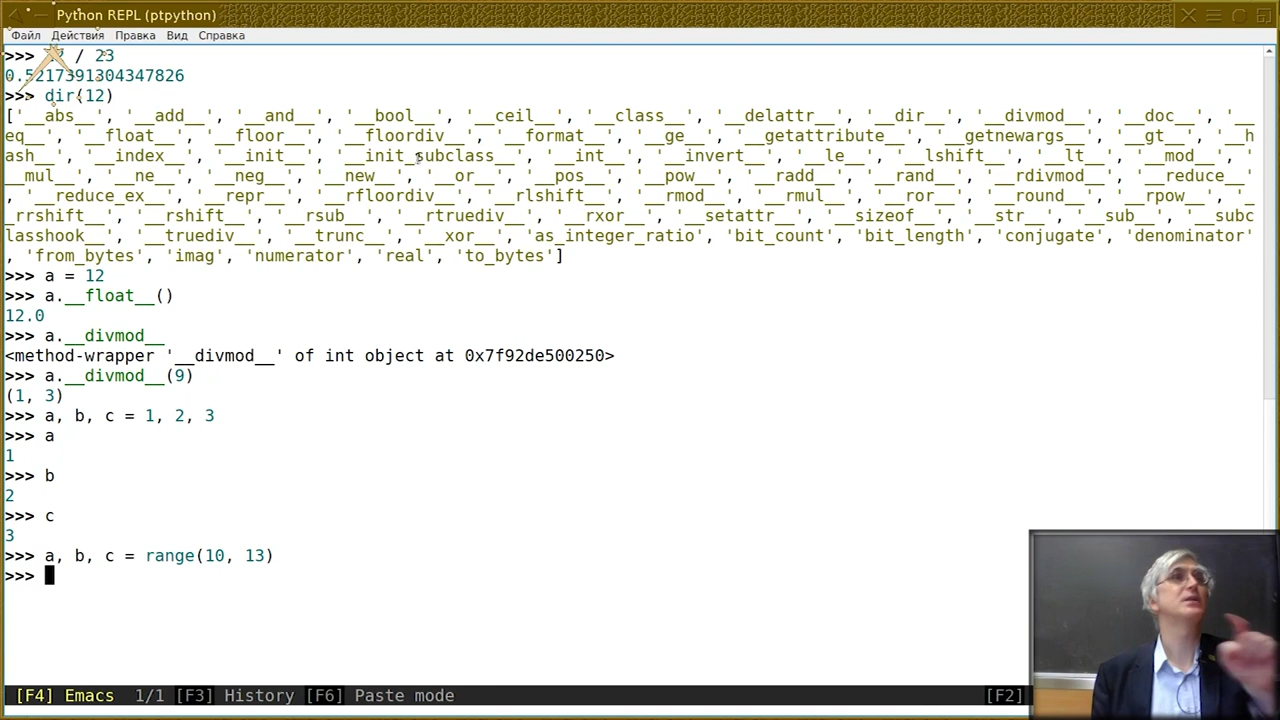 Python REPL (ptpython)
Файл Действия Правка Вид Справка
>>> / 23
0.5217391304347826
>>> dir(12)
['__abs__', '__add__', '__and__', '__bool__', '__ceil__', '__class__', '__delattr__', '__dir__', '__divmod__', '__doc__', '__
eq__', '__float__', '__floor__', '__floordiv__', '__format__', '__ge__', '__getattribute__', '__getnewargs__', '__gt__', '__h
ash__', '__index__', '__init__', '__init_subclass__', '__int__', '__invert__', '__le__', '__lshift__', '__lt__', '__mod__', '
__mul__', '__ne__', '__neg__', '__new__', '__or__', '__pos__', '__pow__', '__radd__', '__rand__', '__rdivmod__', '__reduce__'
, '__reduce_ex__', '__repr__', '__rfloordiv__', '__rlshift__', '__rmod__', '__rmul__', '__ror__', '__round__', '__rpow__', '_
_rrshift__', '__rshift__', '__rsub__', '__rtruediv__', '__rxor__', '__setattr__', '__sizeof__', '__str__', '__sub__', '__subc
lasshook__', '__truediv__', '__trunc__', '__xor__', 'as_integer_ratio', 'bit_count', 'bit_length', 'conjugate', 'denominator'
, 'from_bytes', 'imag', 'numerator', 'real', 'to_bytes']
>>> a = 12
>>> a.__float__()
12.0
>>> a.__divmod__
<method-wrapper '__divmod__' of int object at 0x7f92de500250>
>>> a.__divmod__(9)
(1, 3)
>>> a, b, c = 1, 2, 3
>>> a
1
>>> b
2
>>> c
3
>>> a, b, c = range(10, 13)
>>>
[F4] Emacs 1/1 [F3] History [F6] Paste mode [F2]